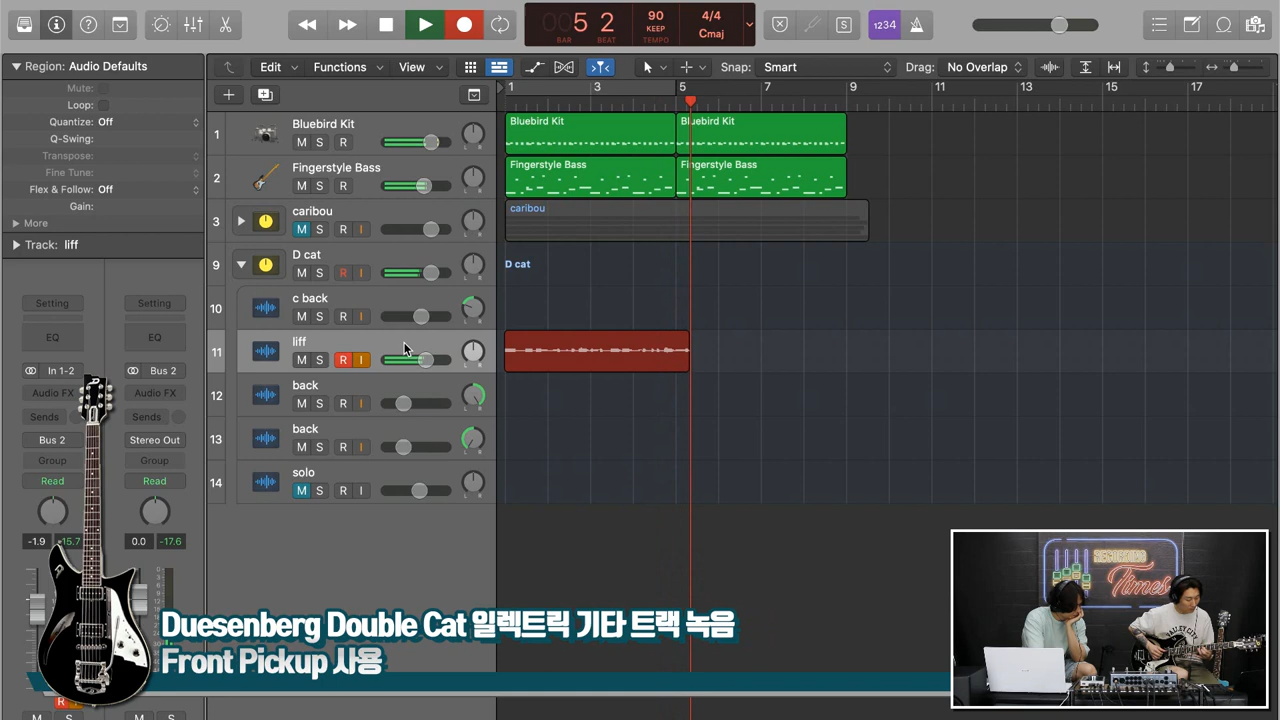 5 2
BAR BEAT
90
KEEP
TEMPO
4/4
Cmaj
S
1234
Region: Audio Defaults
Mute:
Loop:
Quantize: Off
Q-Swing:
Transpose:
Fine Tune:
Flex & Follow: Off
Gain:
More
Track: liff
Edit Functions View
Snap: Smart
Drag: No Overlap
1 3 5 7 9 11 13 15 17
1 Bluebird Kit
M S R
Bluebird Kit Bluebird Kit
2 Fingerstyle Bass
M S R
Fingerstyle Bass Fingerstyle Bass
3 caribou
M S R I
caribou
9 D cat
M S R I
D cat
10 c back
M S R I
11 liff
M S R I
12 back
M S R I
13 back
M S R I
14 solo
M S R I
Setting Setting
EQ EQ
In 1-2 Bus 2
Audio FX Audio FX
Sends Sends
Bus 2 Stereo Out
Group Group
Read Read
-1.9 -15.7 0.0 -17.6
R I
M S M S
RECORDING
Times
Duesenberg Double Cat 일렉트릭 기타 트랙 녹음
Front Pickup 사용